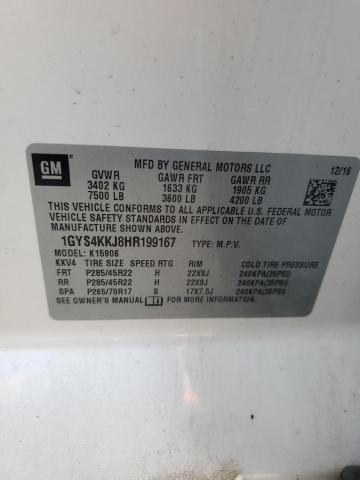 GM
MFD BY GENERAL MOTORS LLC 12/16
GVWR GAWR FRT GAWR RR
3402 KG 1633 KG 1905 KG
7500 LB 3600 LB 4200 LB
THIS VEHICLE CONFORMS TO ALL APPLICABLE U.S. FEDERAL MOTOR
VEHICLE SAFETY, BUMPER, AND THEFT PREVENTION
STANDARDS IN EFFECT ON THE DATE OF
MANUFACTURE SHOWN ABOVE.
1GYS4KKJ8HR199167 TYPE: M.P.V.
MODEL: K15906
KKV4 TIRE SIZE SPEED RTG RIM COLD TIRE PRESSURE
FRT P285/45R22 H 22X9J 240KPA(35PSI)
RR P285/45R22 H 22X9J 240KPA(35PSI)
SPA P265/70R17 S 17X7.5J 240KPA(35PSI)
SEE OWNER'S MANUAL FOR MORE INFORMATION.